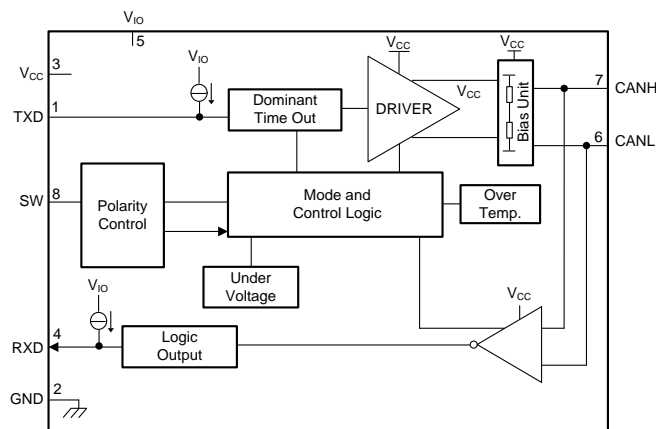 VIO
5
VCC
3
VIO
VCC
VCC
TXD
1
Dominant
Time Out
DRIVER
VCC
Bias Unit
7
CANH
6
CANL
SW
8
Polarity
Control
Mode and
Control Logic
Over
Temp.
Under
Voltage
VIO
VCC
RXD
4
Logic
Output
GND
2